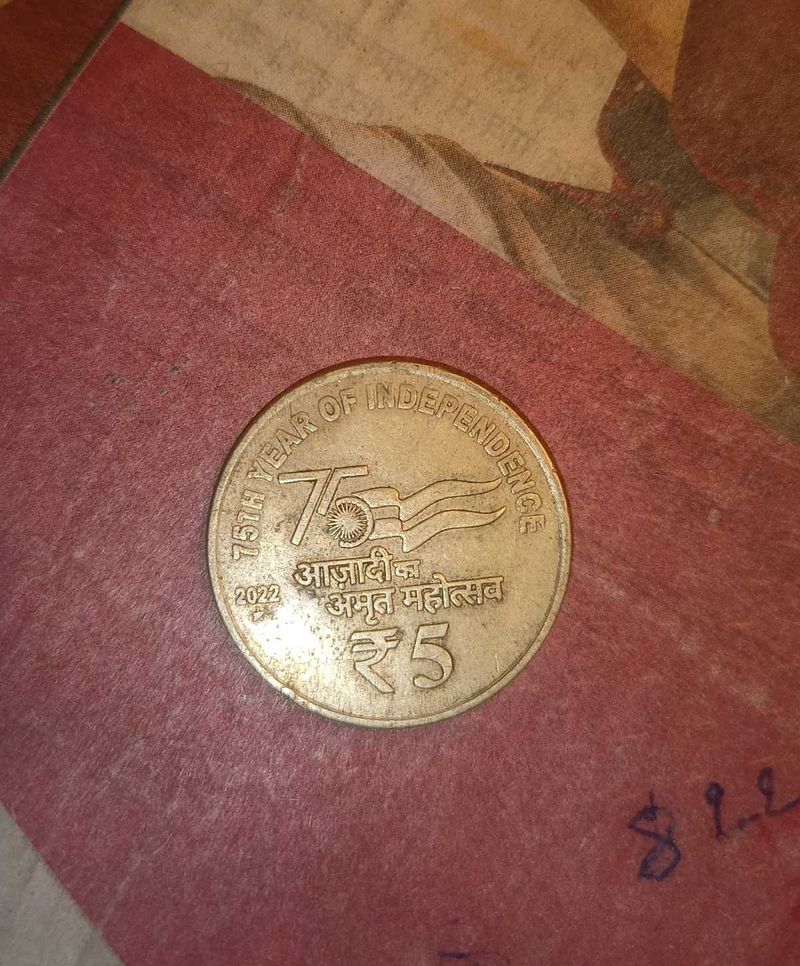 75TH YEAR OF INDEPENDENCE
75
आज़ादी का
अमृत महोत्सव
2022
₹5